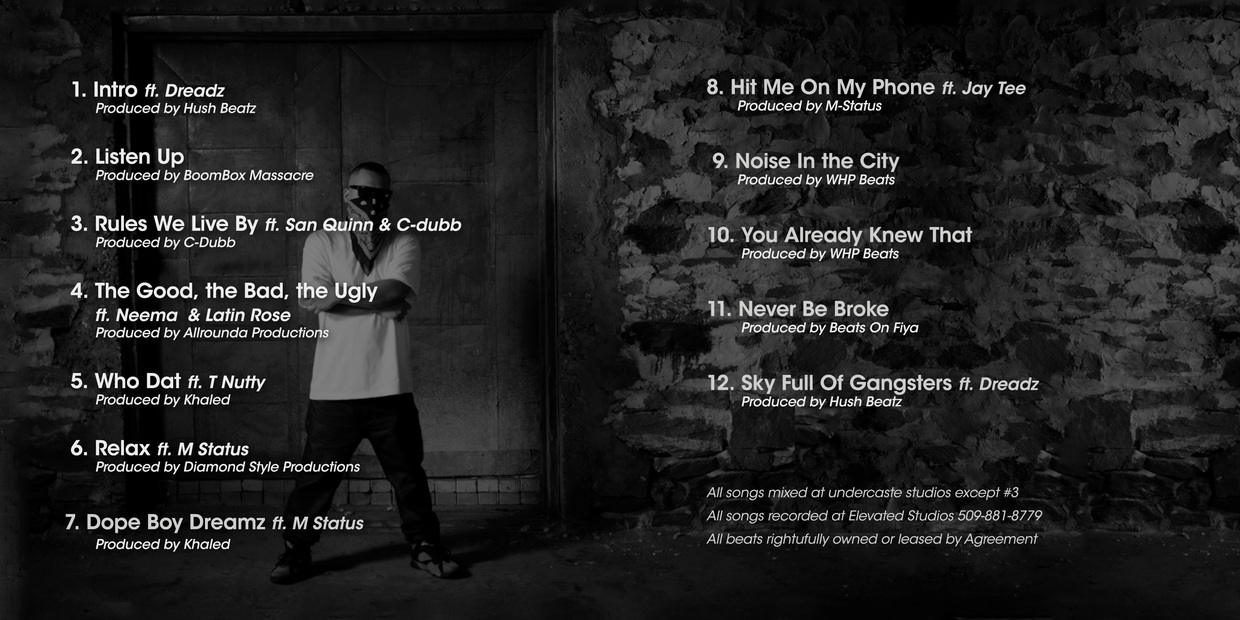 1. Intro ft. Dreadz
Produced by Hush Beatz
2. Listen Up
Produced by BoomBox Massacre
3. Rules We Live By ft. San Quinn & C-dubb
Produced by C-Dubb
4. The Good, the Bad, the Ugly
ft. Neema & Latin Rose
Produced by Allrounda Productions
5. Who Dat ft. T Nutty
Produced by Khaled
6. Relax ft. M Status
Produced by Diamond Style Productions
7. Dope Boy Dreamz ft. M Status
Produced by Khaled
8. Hit Me On My Phone ft. Jay Tee
Produced by M-Status
9. Noise In the City
Produced by WHP Beats
10. You Already Knew That
Produced by WHP Beats
11. Never Be Broke
Produced by Beats On Fiya
12. Sky Full Of Gangsters ft. Dreadz
Produced by Hush Beatz
All songs mixed at undercaste studios except #3
All songs recorded at Elevated Studios 509-881-8779
All beats rightufully owned or leased by Agreement